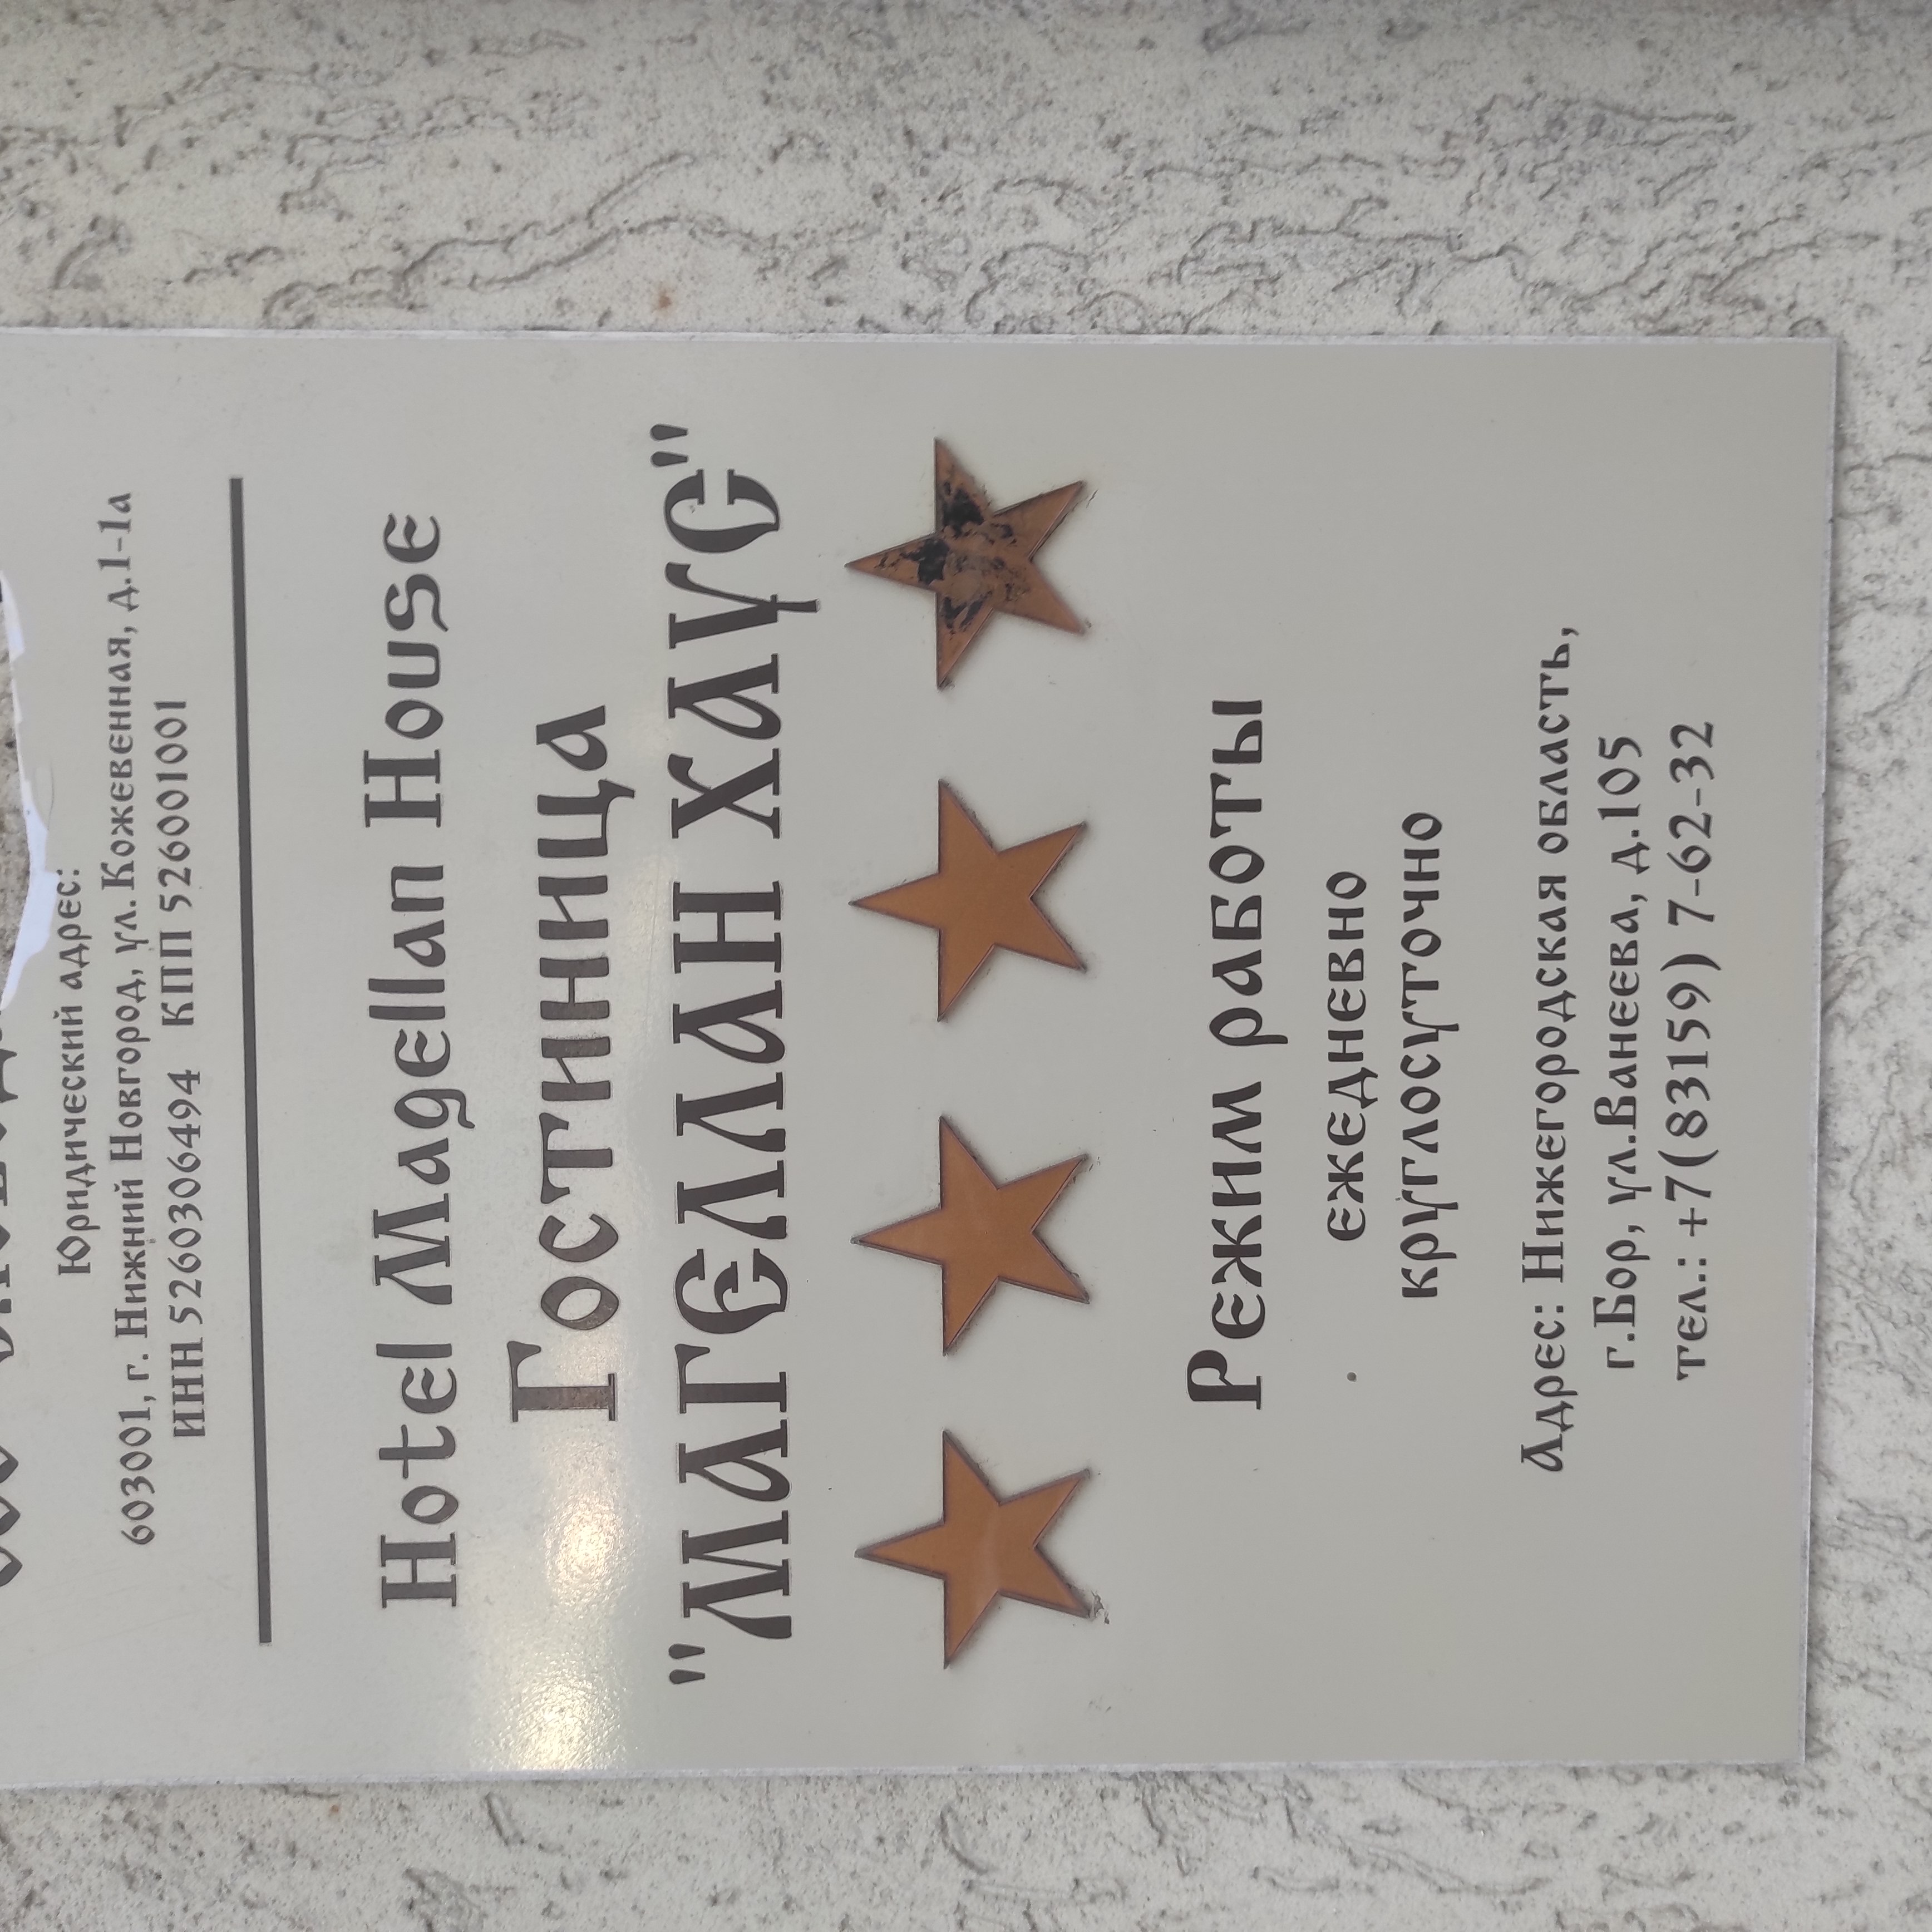 Юридический адрес:
603001, г. Нижний Новгород, ул. Кожевенная, д.1-1а
ИНН 5260306494 КПП 526001001
Hotel Magellan House
Гостиница
"МАГЕЛЛАН ХАУС"
Режим работы
ежедневно
круглосуточно
Адрес: Нижегородская область,
г.Бор, ул.Ванеева, д.105
тел.: +7(83159) 7-62-32